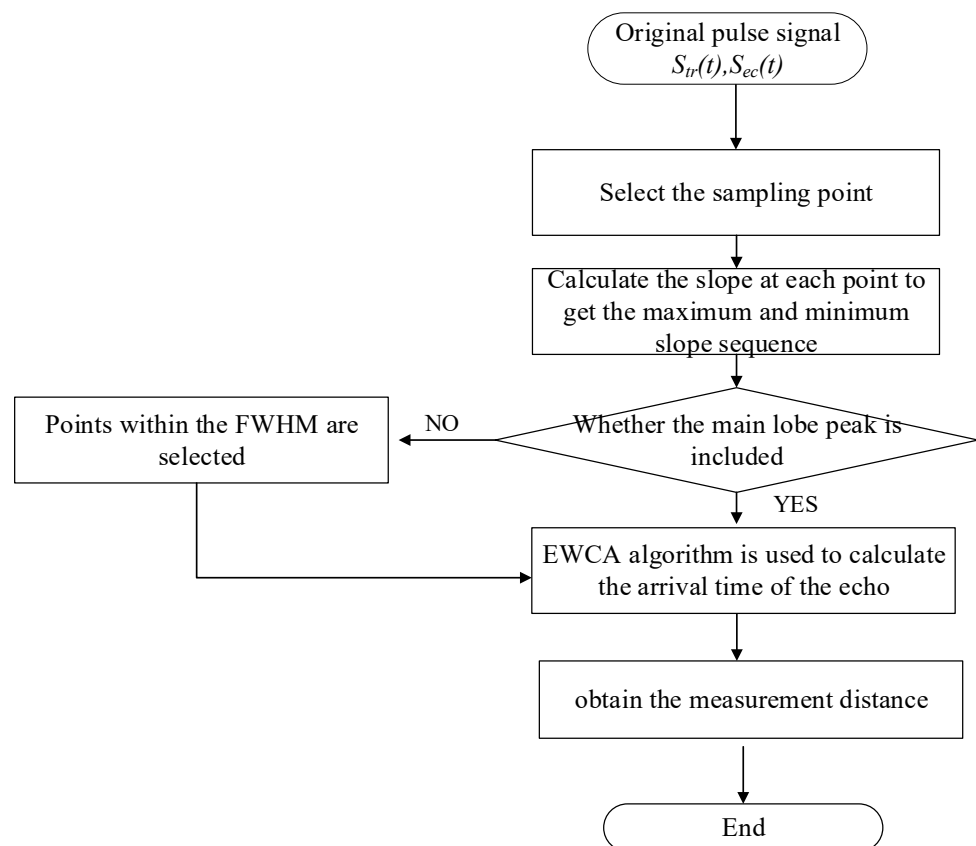 Original pulse signal
S_tr(t),S_ec(t)
Select the sampling point
Calculate the slope at each point to
get the maximum and minimum
slope sequence
Whether the main lobe peak is
included
NO
Points within the FWHM are
selected
YES
EWCA algorithm is used to calculate
the arrival time of the echo
obtain the measurement distance
End